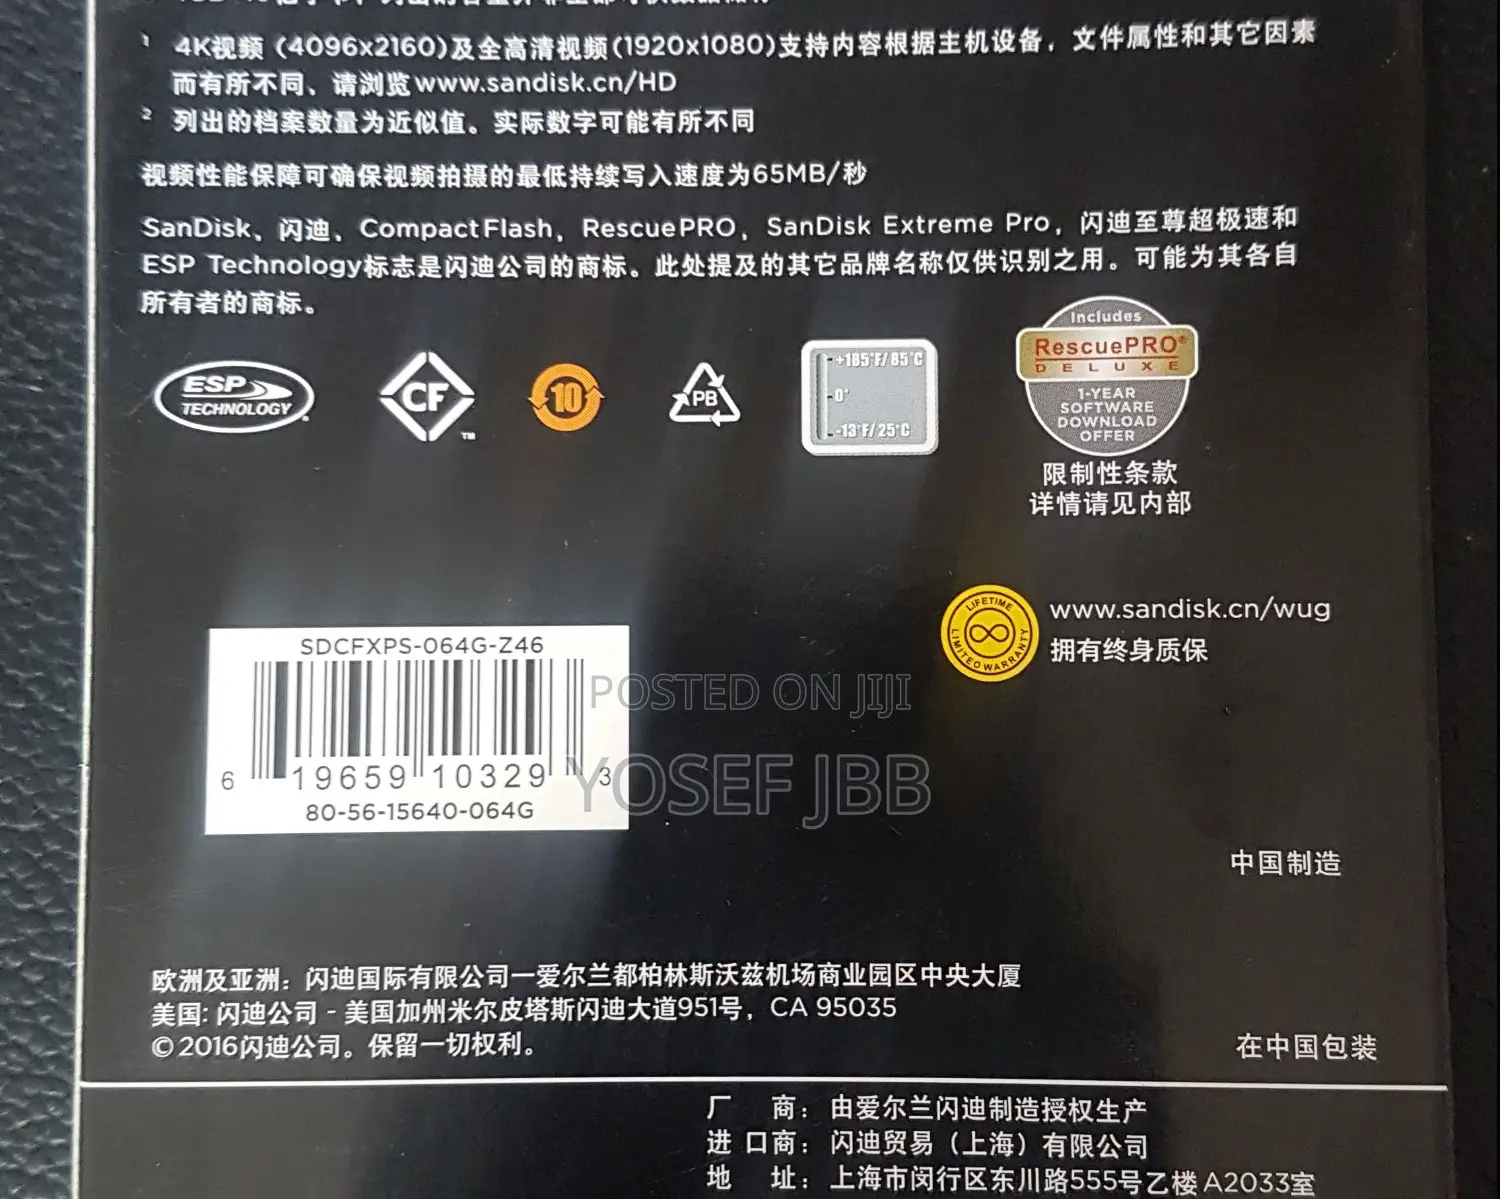 1 4K视频（4096x2160)及全高清视频(1920x1080)支持内容根据主机设备，文件属性和其它因素
而有所不同、请浏览www.sandisk.cn/HD
2 列出的档案数量为近似值。实际数字可能有所不同
视频性能保障可确保视频拍摄的最低持续写入速度为65MB/秒
SanDisk、闪迪、CompactFlash，RescuePRO，SanDisk Extreme Pro，闪迪至尊超极速和
ESP Technology标志是闪迪公司的商标。此处提及的其它品牌名称仅供识别之用。可能为其各自
所有者的商标。
ESP
TECHNOLOGY
CF
TM
10
PB
+185°F/ 85°C
0°
-13°F/ 25°C
Includes
RescuePRO®
DELUXE
1-YEAR
SOFTWARE
DOWNLOAD
OFFER
限制性条款
详情请见内部
LIFETIME
LIMITED WARRANTY
www.sandisk.cn/wug
拥有终身质保
SDCFXPS-064G-Z46
6 19659 10329 3
80-56-15640-064G
POSTED ON JIJI
YOSEF JBB
中国制造
欧洲及亚洲：闪迪国际有限公司一爱尔兰都柏林斯沃兹机场商业园区中央大厦
美国: 闪迪公司 - 美国加州米尔皮塔斯闪迪大道951号，CA 95035
©2016闪迪公司。保留一切权利。
在中国包装
厂 商：由爱尔兰闪迪制造授权生产
进口商：闪迪贸易（上海）有限公司
地 址：上海市闵行区东川路555号乙楼A2033室